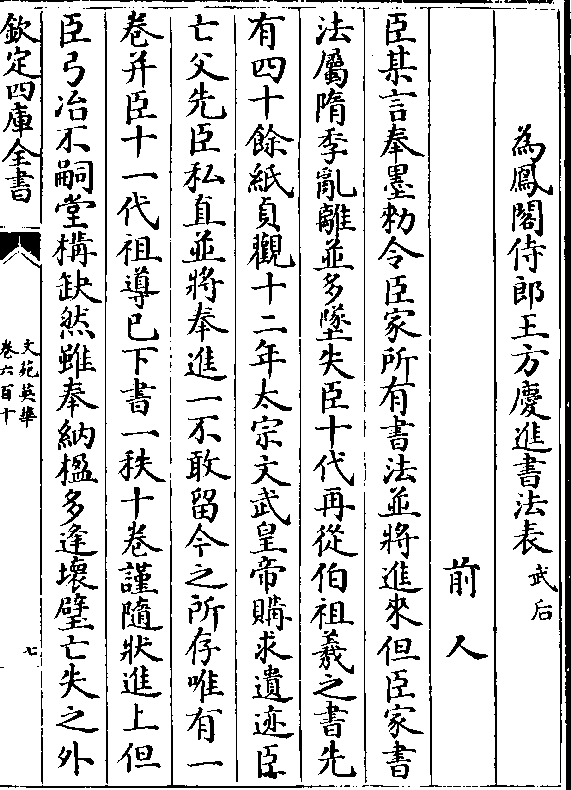 為鳳閣侍郎王方慶進書法表武后
前人
臣某言奉墨勅令臣家所有書法並將進來但臣家書
法屬隋季亂離並多墜失臣十代再從伯祖羲之書先
有四十餘紙貞觀十二年太宗文武皇帝購求遺迹臣
亡父先臣私直並將奉進一不敢留今之所存唯有一
卷并臣十一代祖導已下書一秩十卷謹隨狀進上但
臣弓冶不嗣堂構缺然雖奉納楹多逢壞壁亡失之外
欽定四庫全書
文苑英華
卷六百十
七